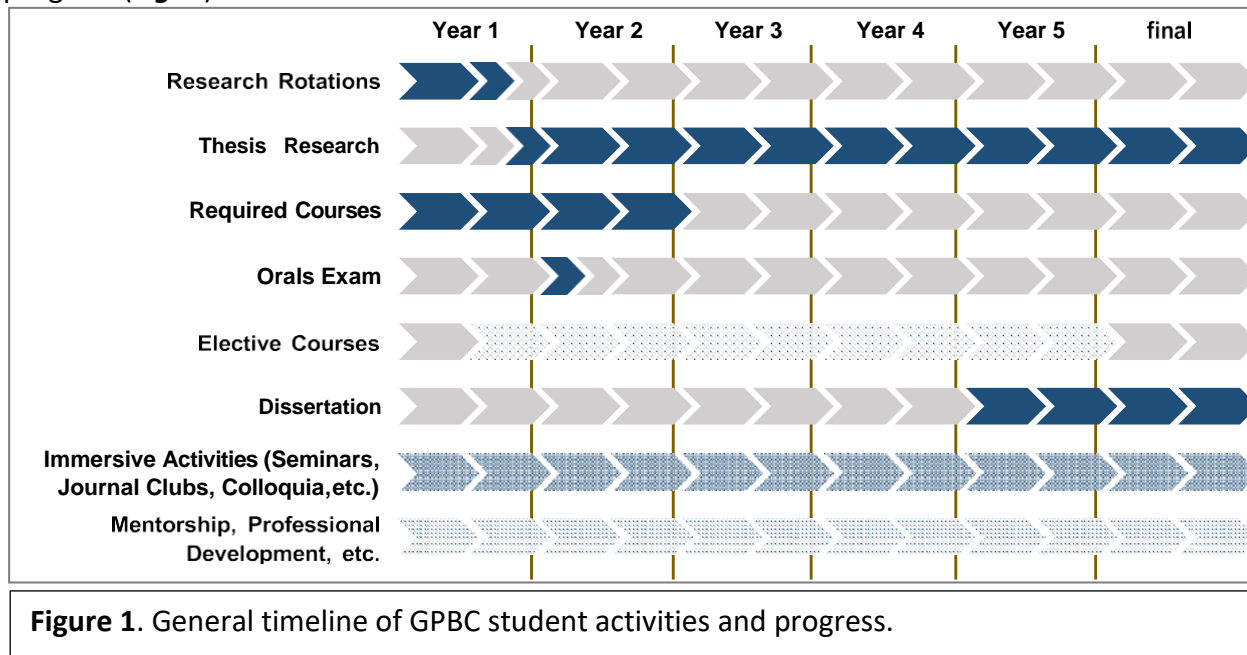 Year 1 Year 2 Year 3 Year 4 Year 5 final
Research Rotations
Thesis Research
Required Courses
Orals Exam
Elective Courses
Dissertation
Immersive Activities (Seminars,
Journal Clubs, Colloquia,etc.)
Mentorship, Professional
Development, etc.
Figure 1. General timeline of GPBC student activities and progress.